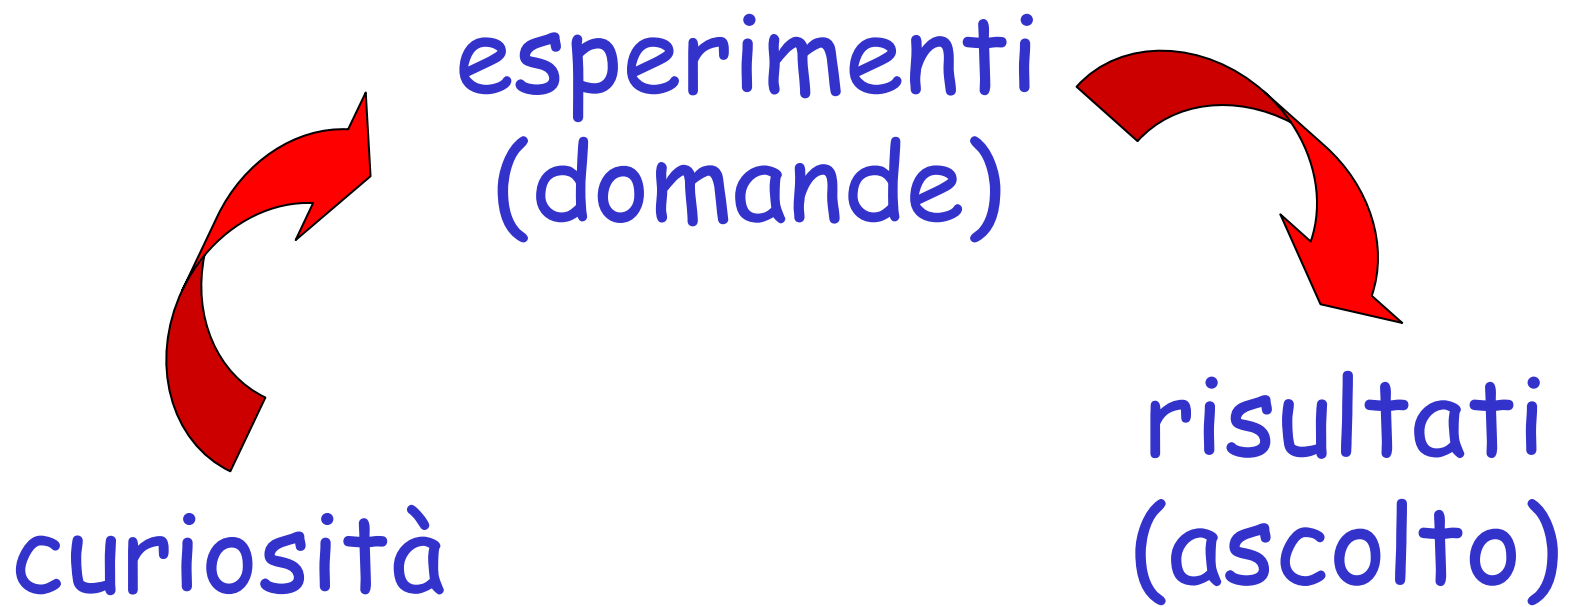 esperimenti
(domande)
risultati
(ascolto)
curiosità